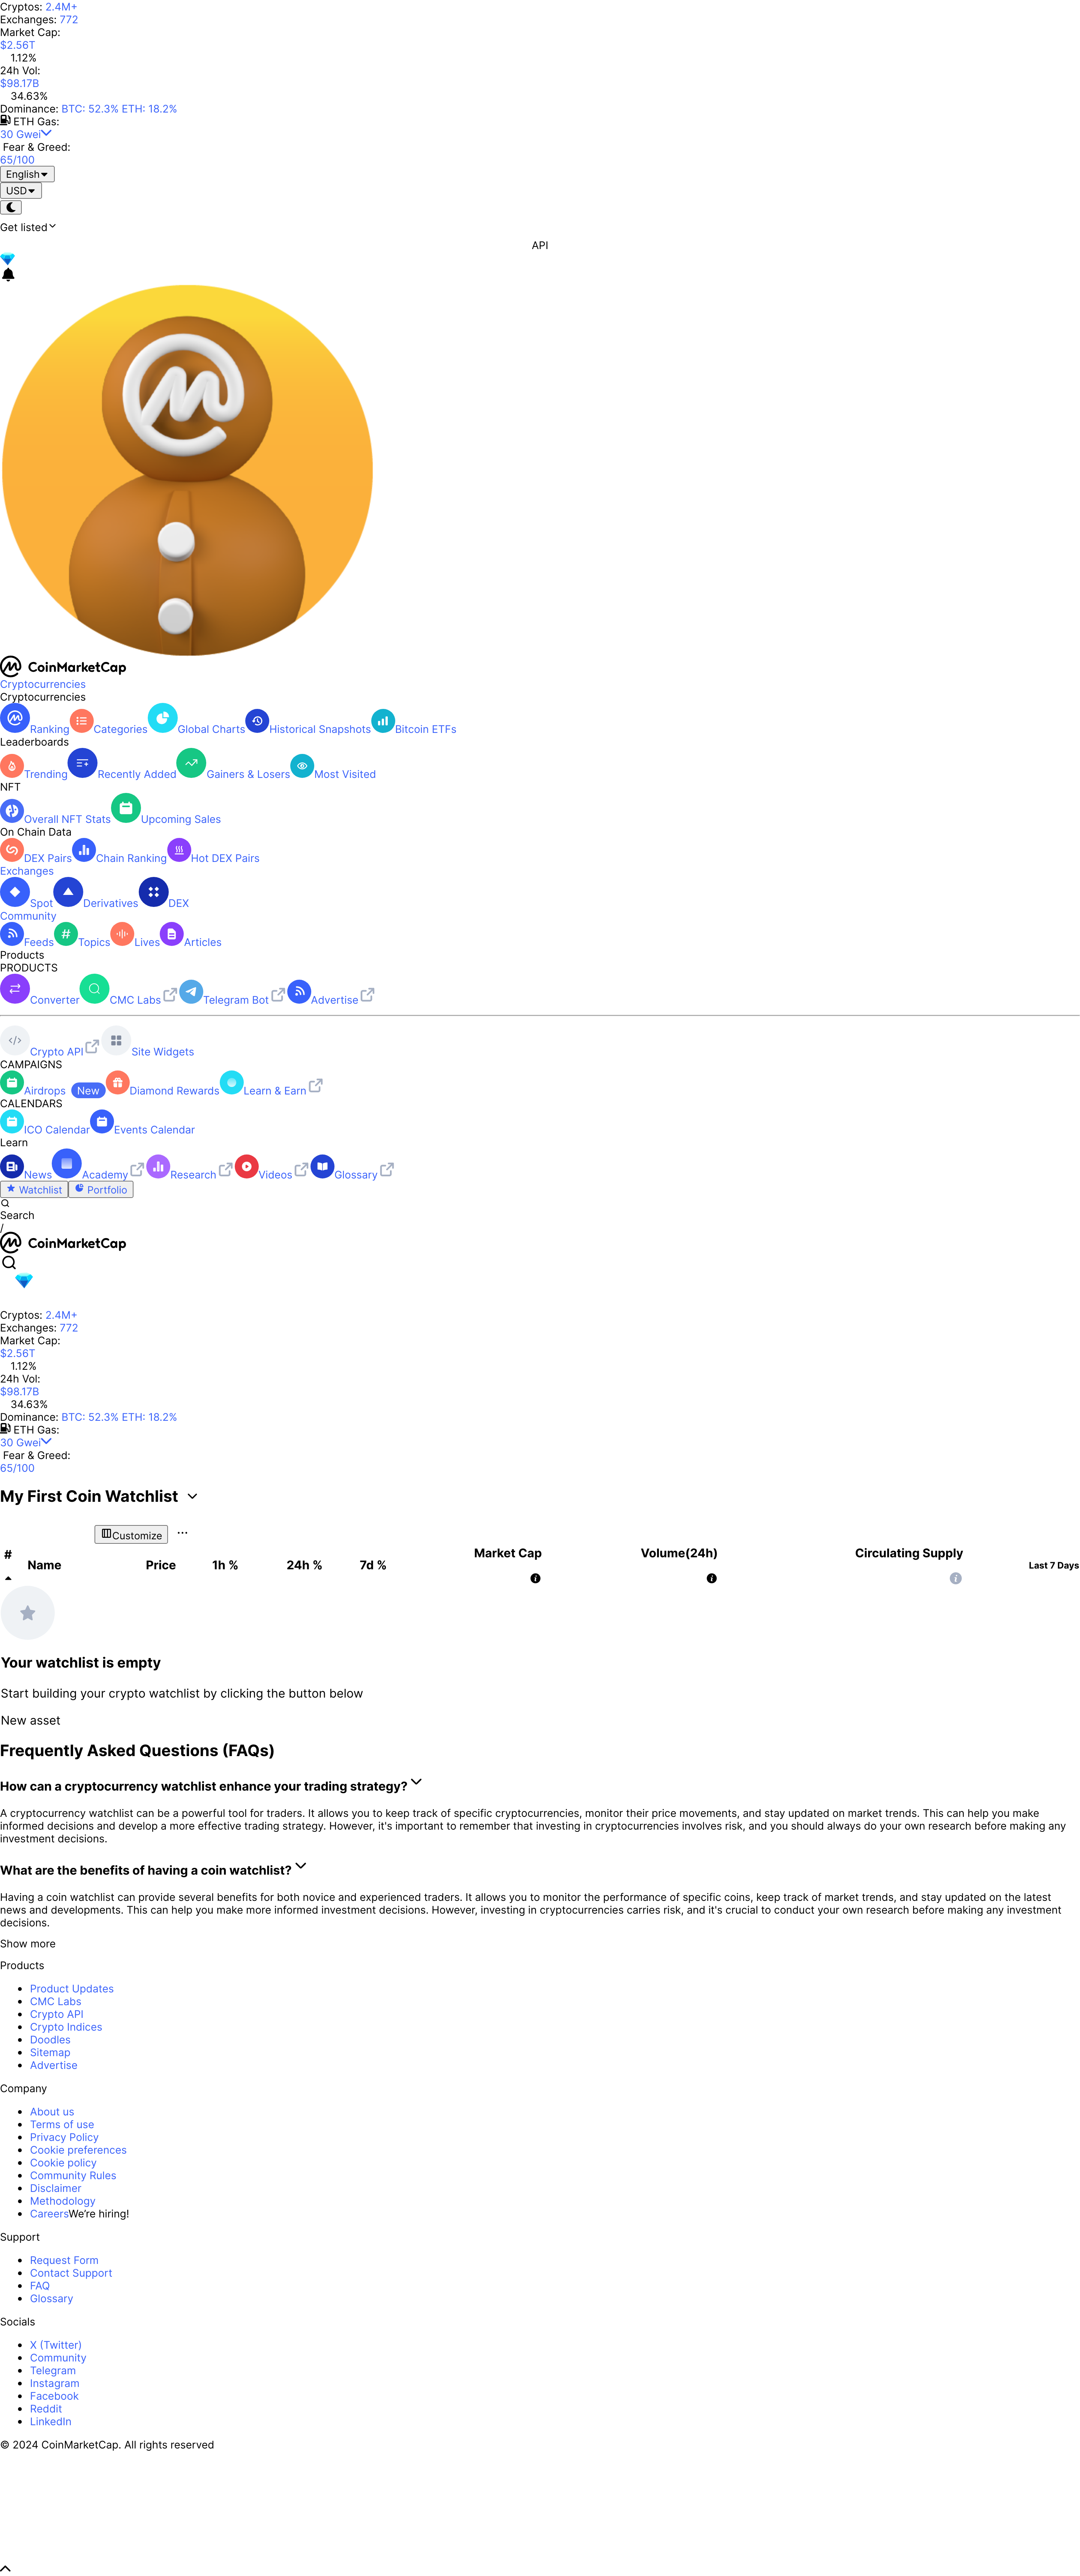 Cryptos: 2.4M+
Exchanges: 772
Market Cap:
$2.56T
1.12%
24h Vol:
$98.17B
34.63%
Dominance: BTC: 52.3% ETH: 18.2%
ETH Gas:
30 Gwei
Fear & Greed:
65/100
English
USD
Get listed
API
CoinMarketCap
Cryptocurrencies
Cryptocurrencies
Ranking Categories Global Charts Historical Snapshots Bitcoin ETFs
Leaderboards
Trending Recently Added Gainers & Losers Most Visited
NFT
Overall NFT Stats Upcoming Sales
On Chain Data
DEX Pairs Chain Ranking Hot DEX Pairs
Exchanges
Spot Derivatives DEX
Community
Feeds # Topics Lives Articles
Products
PRODUCTS
Converter CMC Labs Telegram Bot Advertise
Crypto API Site Widgets
CAMPAIGNS
Airdrops New Diamond Rewards Learn & Earn
CALENDARS
ICO Calendar Events Calendar
Learn
News Academy Research Videos Glossary
Watchlist Portfolio
Search
/
CoinMarketCap
Cryptos: 2.4M+
Exchanges: 772
Market Cap:
$2.56T
1.12%
24h Vol:
$98.17B
34.63%
Dominance: BTC: 52.3% ETH: 18.2%
ETH Gas:
30 Gwei
Fear & Greed:
65/100
My First Coin Watchlist
Customize ...
# Name Price 1h % 24h % 7d % Market Cap Volume(24h) Circulating Supply Last 7 Days
Your watchlist is empty
Start building your crypto watchlist by clicking the button below
New asset
Frequently Asked Questions (FAQs)
How can a cryptocurrency watchlist enhance your trading strategy?
A cryptocurrency watchlist can be a powerful tool for traders. It allows you to keep track of specific cryptocurrencies, monitor their price movements, and stay updated on market trends. This can help you make
informed decisions and develop a more effective trading strategy. However, it's important to remember that investing in cryptocurrencies involves risk, and you should always do your own research before making any
investment decisions.
What are the benefits of having a coin watchlist?
Having a coin watchlist can provide several benefits for both novice and experienced traders. It allows you to monitor the performance of specific coins, keep track of market trends, and stay updated on the latest
news and developments. This can help you make more informed investment decisions. However, investing in cryptocurrencies carries risk, and it's crucial to conduct your own research before making any investment
decisions.
Show more
Products
Product Updates
CMC Labs
Crypto API
Crypto Indices
Doodles
Sitemap
Advertise
Company
About us
Terms of use
Privacy Policy
Cookie preferences
Cookie policy
Community Rules
Disclaimer
Methodology
CareersWe're hiring!
Support
Request Form
Contact Support
FAQ
Glossary
Socials
X (Twitter)
Community
Telegram
Instagram
Facebook
Reddit
LinkedIn
© 2024 CoinMarketCap. All rights reserved